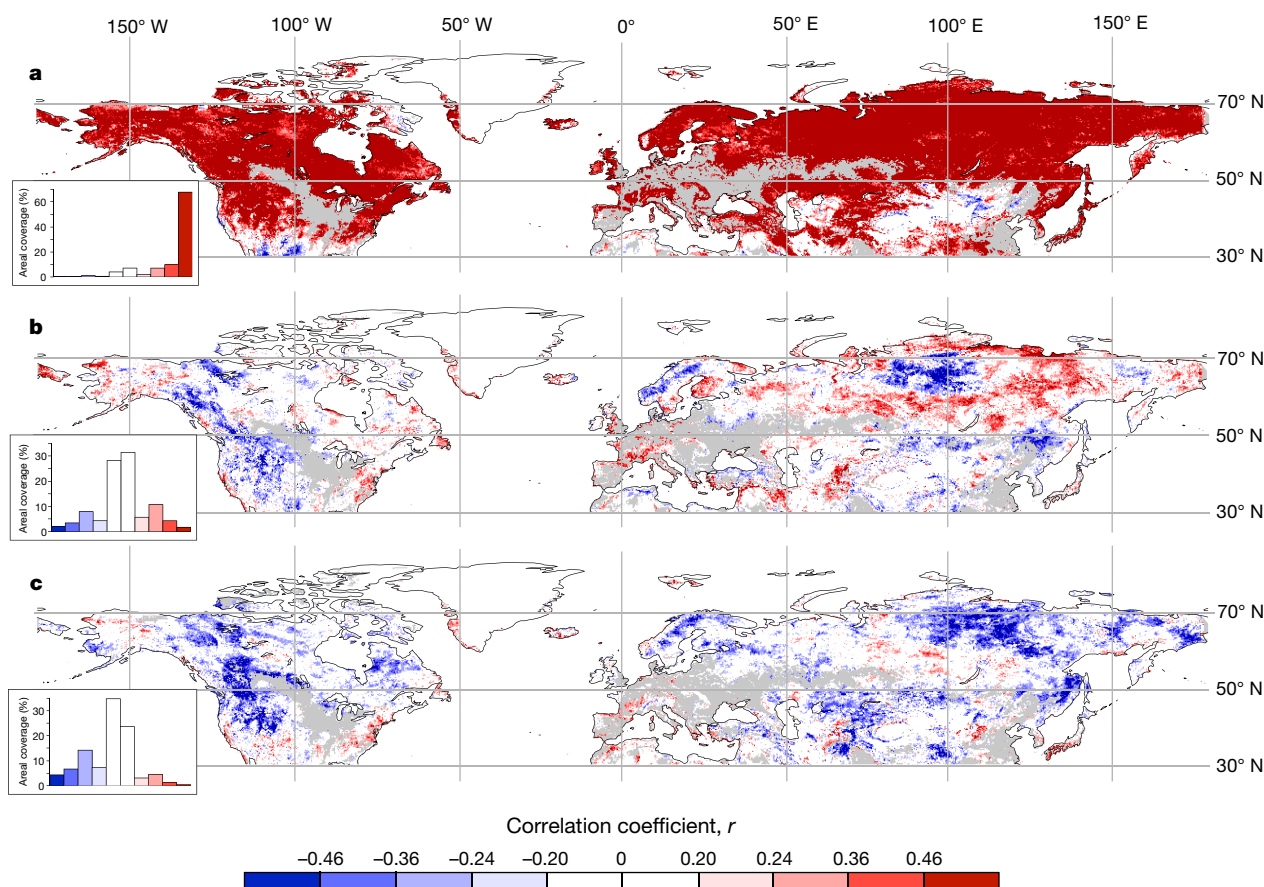 150° W 100° W 50° W 0° 50° E 100° E 150° E
a
70° N
50° N
30° N
Areal coverage (%)
60
40
20
0
b
70° N
50° N
30° N
Areal coverage (%)
30
20
10
0
c
70° N
50° N
30° N
Areal coverage (%)
30
20
10
0
Correlation coefficient, r
−0.46 −0.36 −0.24 −0.20 0 0.20 0.24 0.36 0.46